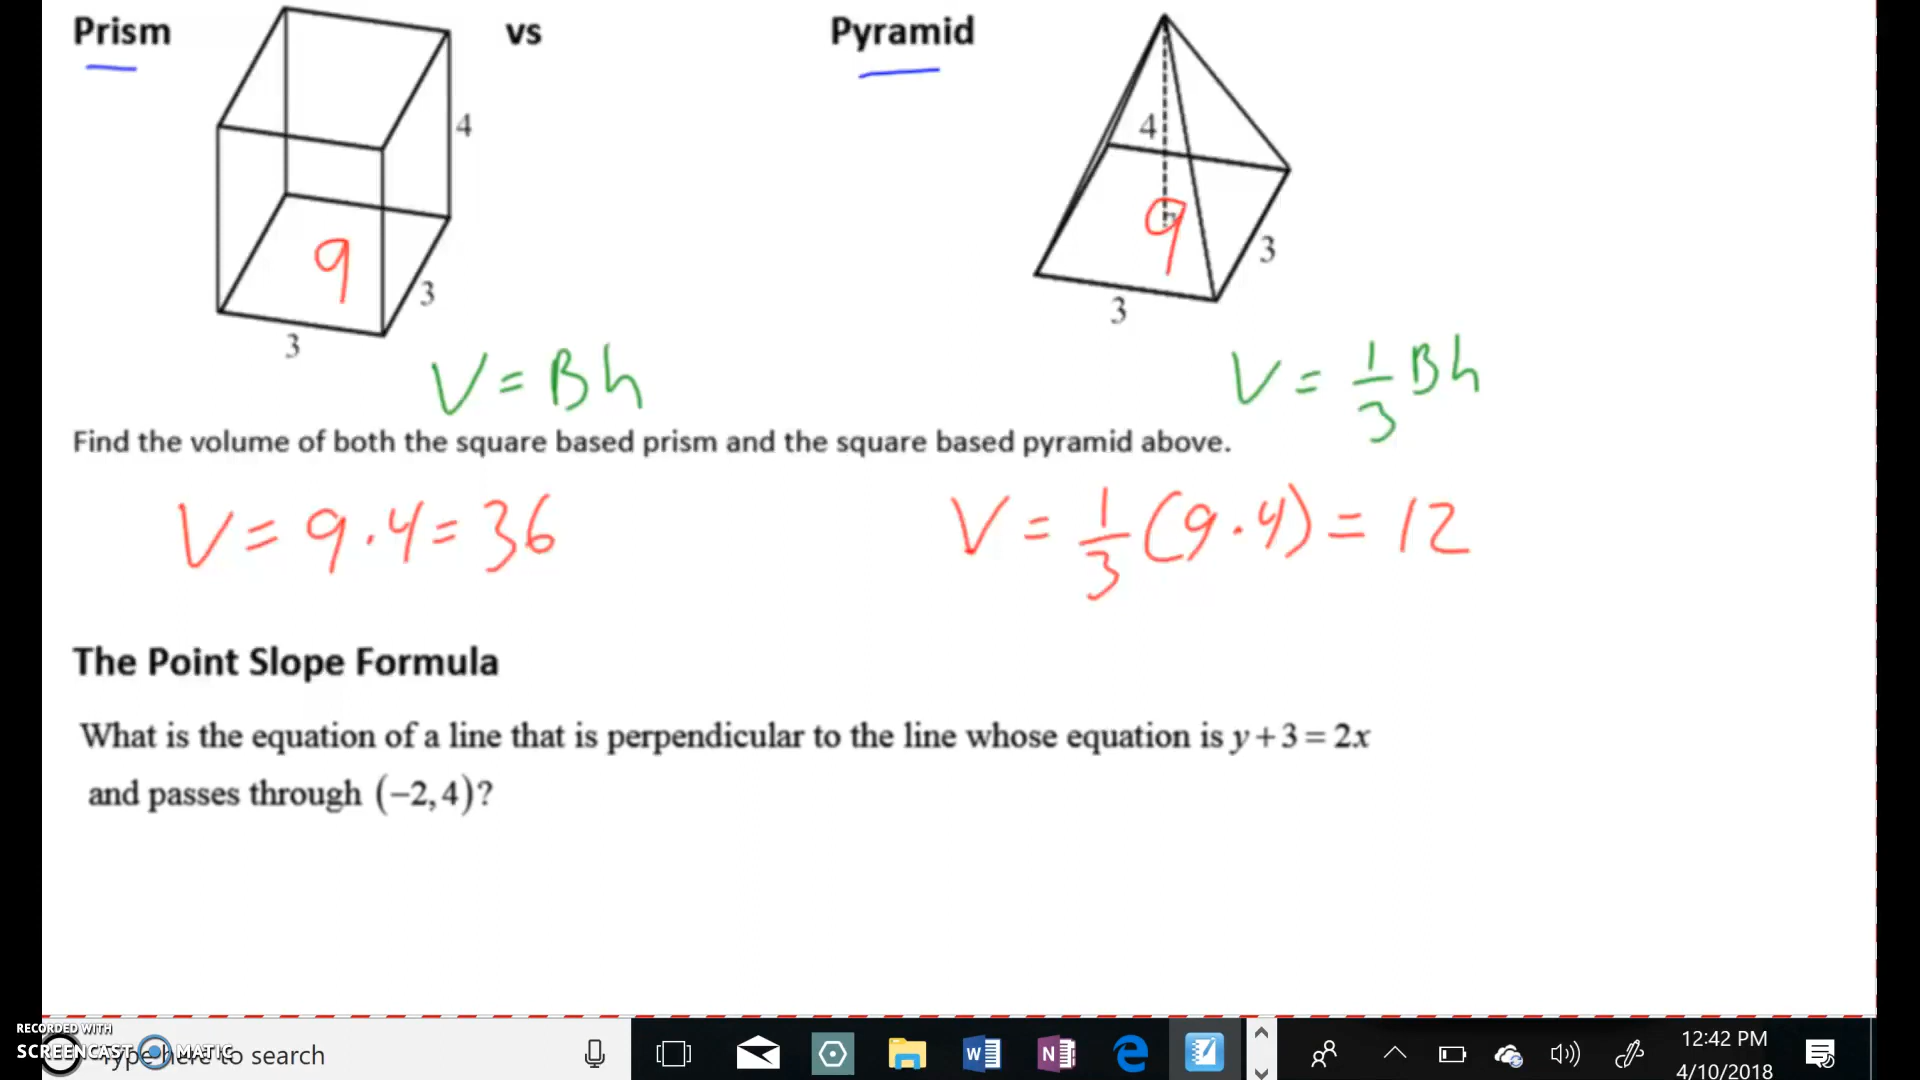 Prism vs Pyramid
4
9
3
3
4
9
3
3
V = Bh
V = 1/3 Bh
Find the volume of both the square based prism and the square based pyramid above.
V = 9 · 4 = 36
V = 1/3 (9 · 4) = 12
The Point Slope Formula
What is the equation of a line that is perpendicular to the line whose equation is y + 3 = 2x
and passes through (−2, 4)?
RECORDED WITH
SCREENCAST MATIC
Type here to search
W
N
12:42 PM
4/10/2018